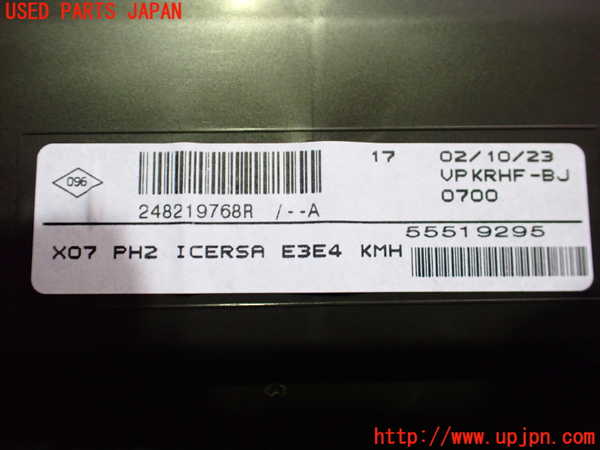 USED PARTS JAPAN
096
248219768R /--A
17 02/10/23
VPKRHF-BJ
0700
55519295
X07 PH2 ICERSA E3E4 KMH
http://www.upjpn.com